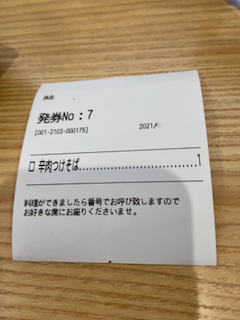 発券No：7
[001-2103-000175] 2021/
□ 辛肉つけそば..............................1
料理ができましたら番号でお呼び致しますので
お好きな席にお座りくださいませ。